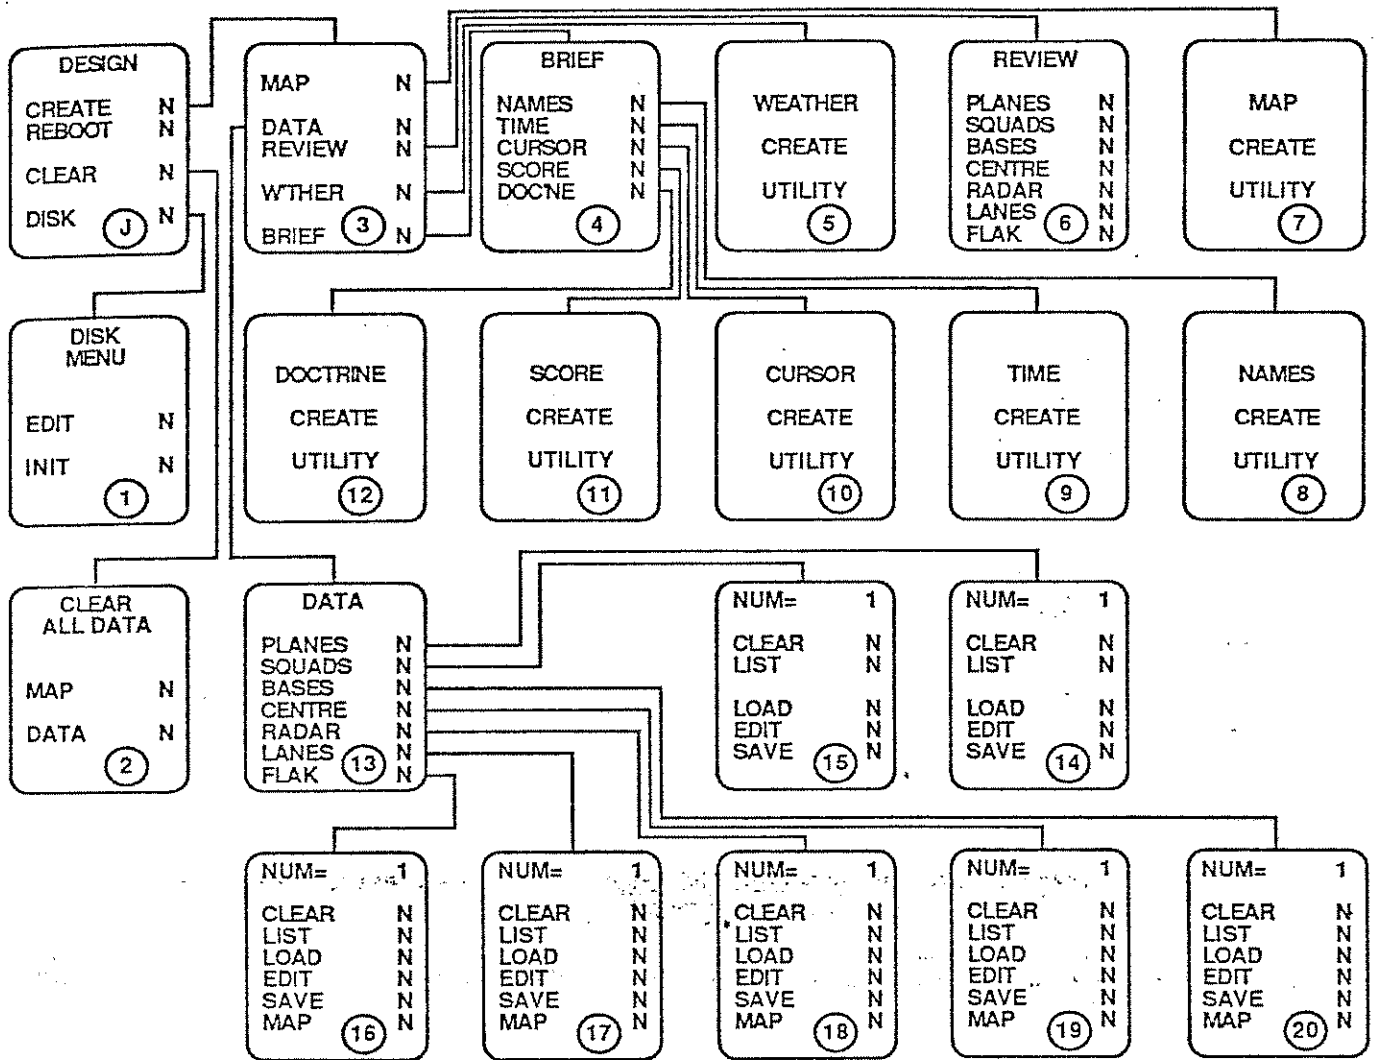 DESIGN
CREATE N
REBOOT N
CLEAR N
DISK N
J
MAP N
DATA N
REVIEW N
W'THER N
BRIEF N
3
BRIEF
NAMES N
TIME N
CURSOR N
SCORE N
DOC'NE N
4
WEATHER
CREATE
UTILITY
5
REVIEW
PLANES N
SQUADS N
BASES N
CENTRE N
RADAR N
LANES N
FLAK N
6
MAP
CREATE
UTILITY
7
DISK
MENU
EDIT N
INIT N
1
DOCTRINE
CREATE
UTILITY
12
SCORE
CREATE
UTILITY
11
CURSOR
CREATE
UTILITY
10
TIME
CREATE
UTILITY
9
NAMES
CREATE
UTILITY
8
CLEAR
ALL DATA
MAP N
DATA N
2
DATA
PLANES N
SQUADS N
BASES N
CENTRE N
RADAR N
LANES N
FLAK N
13
NUM= 1
CLEAR N
LIST N
LOAD N
EDIT N
SAVE N
15
NUM= 1
CLEAR N
LIST N
LOAD N
EDIT N
SAVE N
14
NUM= 1
CLEAR N
LIST N
LOAD N
EDIT N
SAVE N
MAP N
16
NUM= 1
CLEAR N
LIST N
LOAD N
EDIT N
SAVE N
MAP N
17
NUM= 1
CLEAR N
LIST N
LOAD N
EDIT N
SAVE N
MAP N
18
NUM= 1
CLEAR N
LIST N
LOAD N
EDIT N
SAVE N
MAP N
19
NUM= 1
CLEAR N
LIST N
LOAD N
EDIT N
SAVE N
MAP N
20